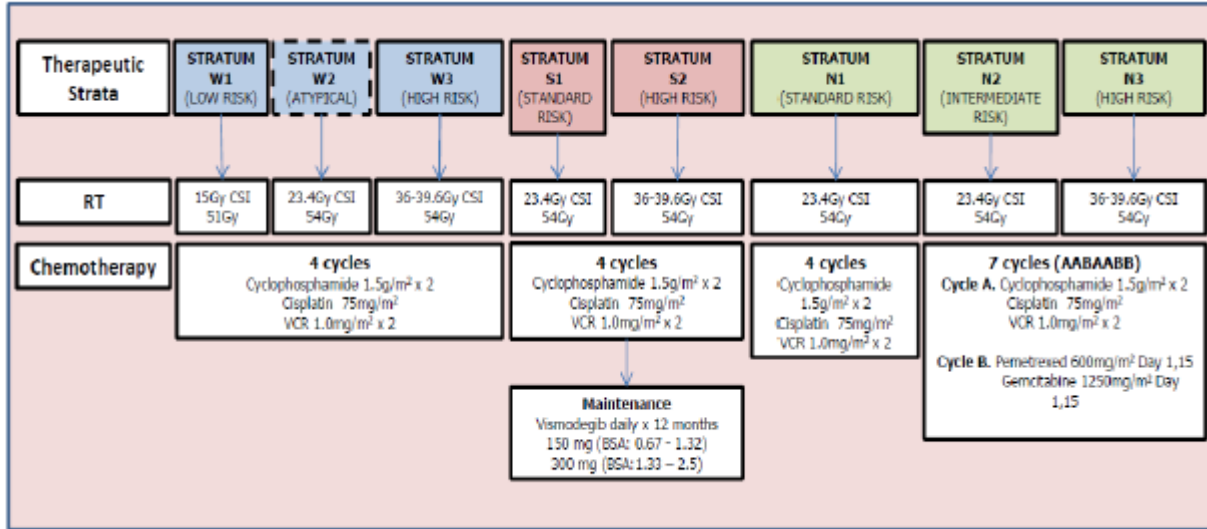 Therapeutic
Strata
STRATUM
W1
(LOW RISK)
STRATUM
W2
(ATYPICAL)
STRATUM
W3
(HIGH RISK)
STRATUM
S1
(STANDARD
RISK)
STRATUM
S2
(HIGH RISK)
STRATUM
N1
(STANDARD RISK)
STRATUM
N2
(INTERMEDIATE
RISK)
STRATUM
N3
(HIGH RISK)
RT
15Gy CSI
51Gy
23.4Gy CSI
54Gy
36-39.6Gy CSI
54Gy
23.4Gy CSI
54Gy
36-39.6Gy CSI
54Gy
23.4Gy CSI
54Gy
23.4Gy CSI
54Gy
36-39.6Gy CSI
54Gy
Chemotherapy
4 cycles
Cyclophosphamide 1.5g/m² x 2
Cisplatin 75mg/m²
VCR 1.0mg/m² x 2
4 cycles
Cyclophosphamide 1.5g/m² x 2
Cisplatin 75mg/m²
VCR 1.0mg/m² x 2
4 cycles
Cyclophosphamide
1.5g/m² x 2
Cisplatin 75mg/m²
VCR 1.0mg/m² x 2
7 cycles (AABAABB)
Cycle A. Cyclophosphamide 1.5g/m² x 2
Cisplatin 75mg/m²
VCR 1.0mg/m² x 2
Cycle B. Pemetrexed 600mg/m² Day 1,15
Gemcitabine 1250mg/m² Day
1,15
Maintenance
Vismodegib daily x 12 months
150 mg (BSA: 0.67 - 1.32)
300 mg (BSA: 1.33 – 2.5)